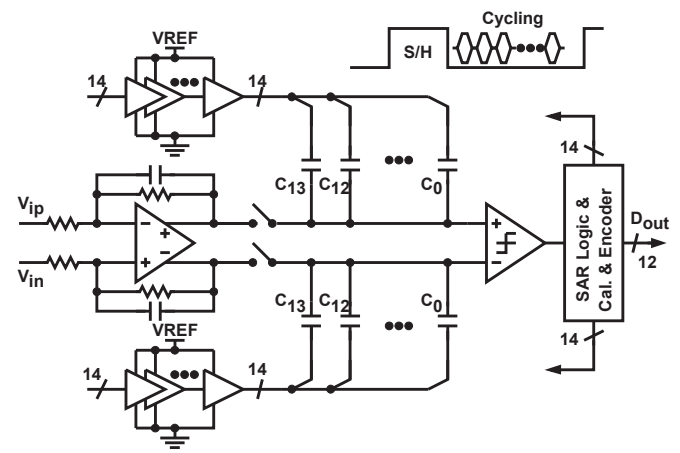 Cycling
VREF
S/H
14
14
14
C13 C12 C0
Vip
Vin
+
−
−
+
+
−
SAR Logic &
Cal. & Encoder
Dout
12
C13 C12 C0
VREF
14
14
14